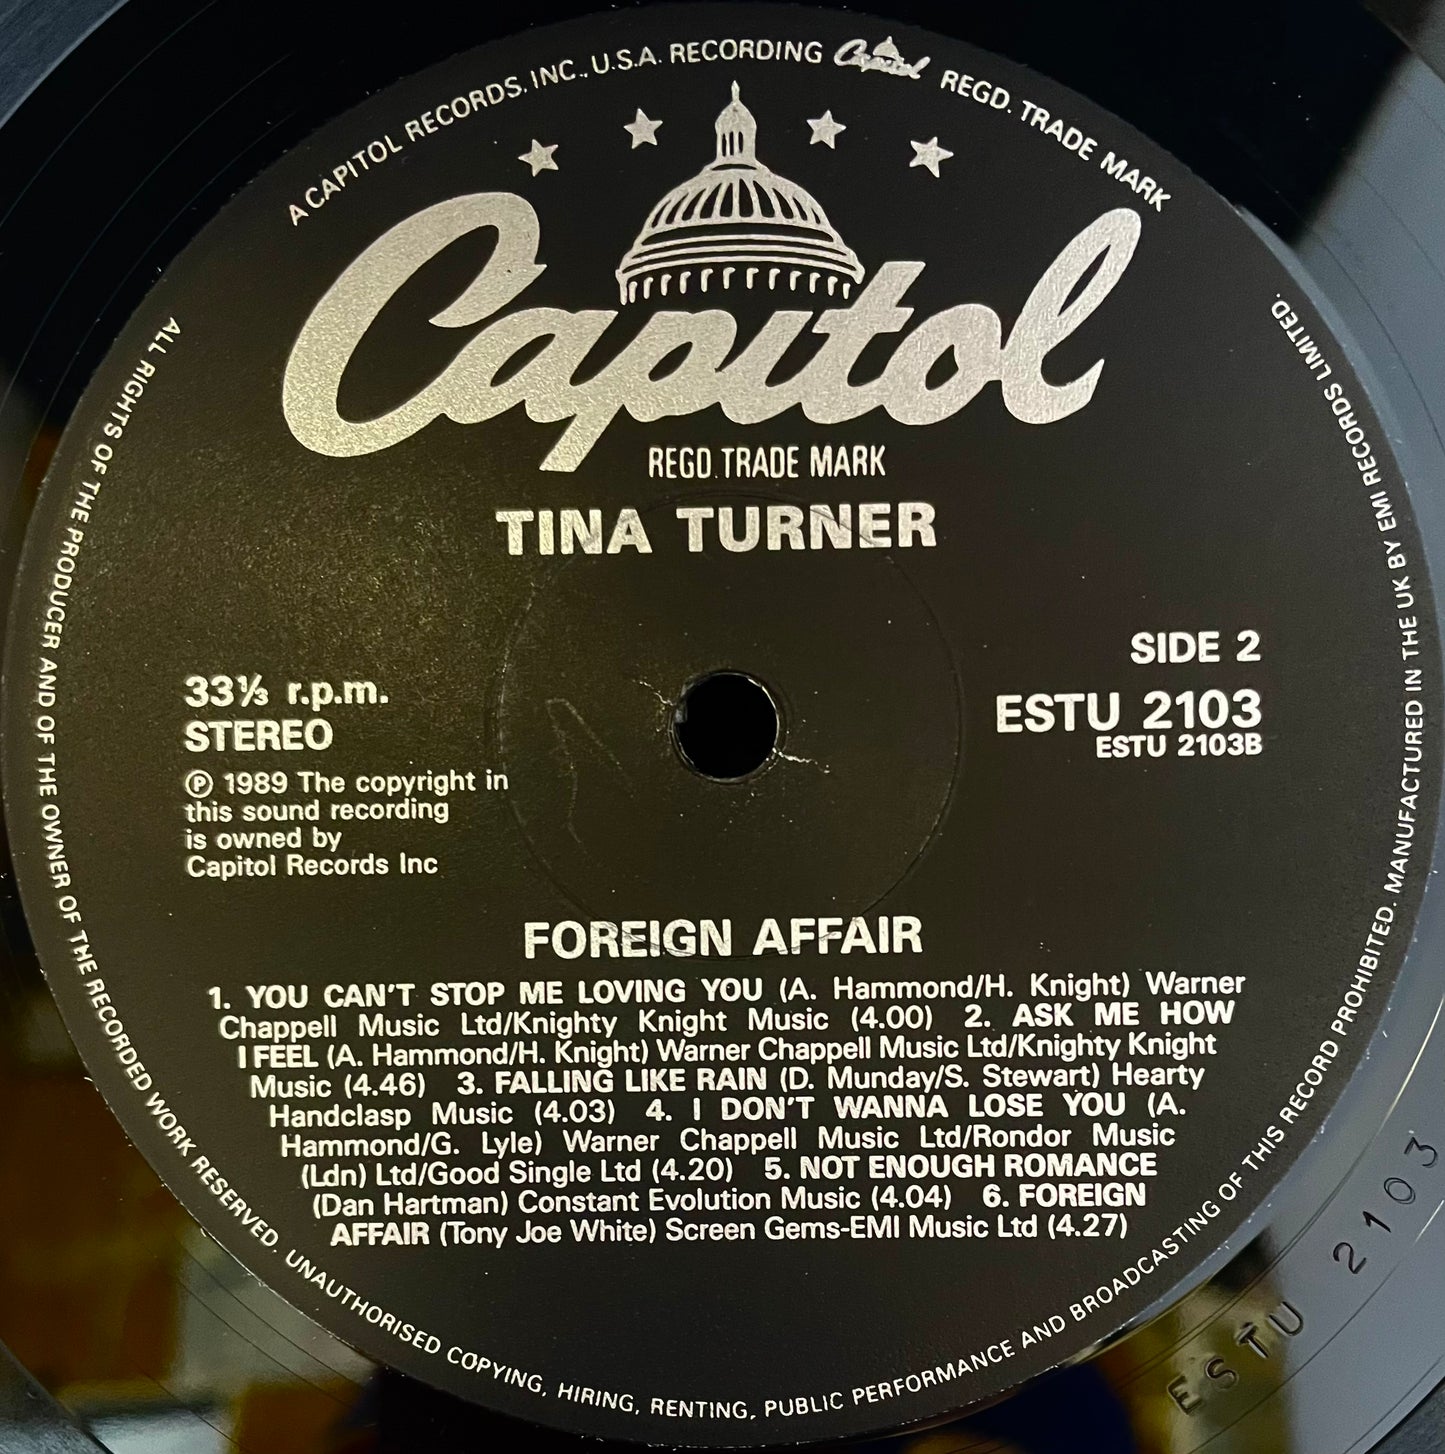 A CAPITOL RECORDS, INC., U.S.A. RECORDING Capitol REGD. TRADE MARK
Capitol
REGD. TRADE MARK
TINA TURNER
SIDE 2
ESTU 2103
ESTU 2103B
33⅓ r.p.m.
STEREO
Ⓟ 1989 The copyright in
this sound recording
is owned by
Capitol Records Inc
FOREIGN AFFAIR
1. YOU CAN'T STOP ME LOVING YOU (A. Hammond/H. Knight) Warner
Chappell Music Ltd/Knighty Knight Music (4.00) 2. ASK ME HOW
I FEEL (A. Hammond/H. Knight) Warner Chappell Music Ltd/Knighty Knight
Music (4.46) 3. FALLING LIKE RAIN (D. Munday/S. Stewart) Hearty
Handclasp Music (4.03) 4. I DON'T WANNA LOSE YOU (A.
Hammond/G. Lyle) Warner Chappell Music Ltd/Rondor Music
(Ldn) Ltd/Good Single Ltd (4.20) 5. NOT ENOUGH ROMANCE
(Dan Hartman) Constant Evolution Music (4.04) 6. FOREIGN
AFFAIR (Tony Joe White) Screen Gems-EMI Music Ltd (4.27)
ALL RIGHTS OF THE PRODUCER AND OF THE OWNER OF THE RECORDED WORK RESERVED. UNAUTHORISED COPYING, HIRING, RENTING, PUBLIC PERFORMANCE AND BROADCASTING OF THIS RECORD PROHIBITED. MANUFACTURED IN THE UK BY EMI RECORDS LIMITED.
ESTU 2103